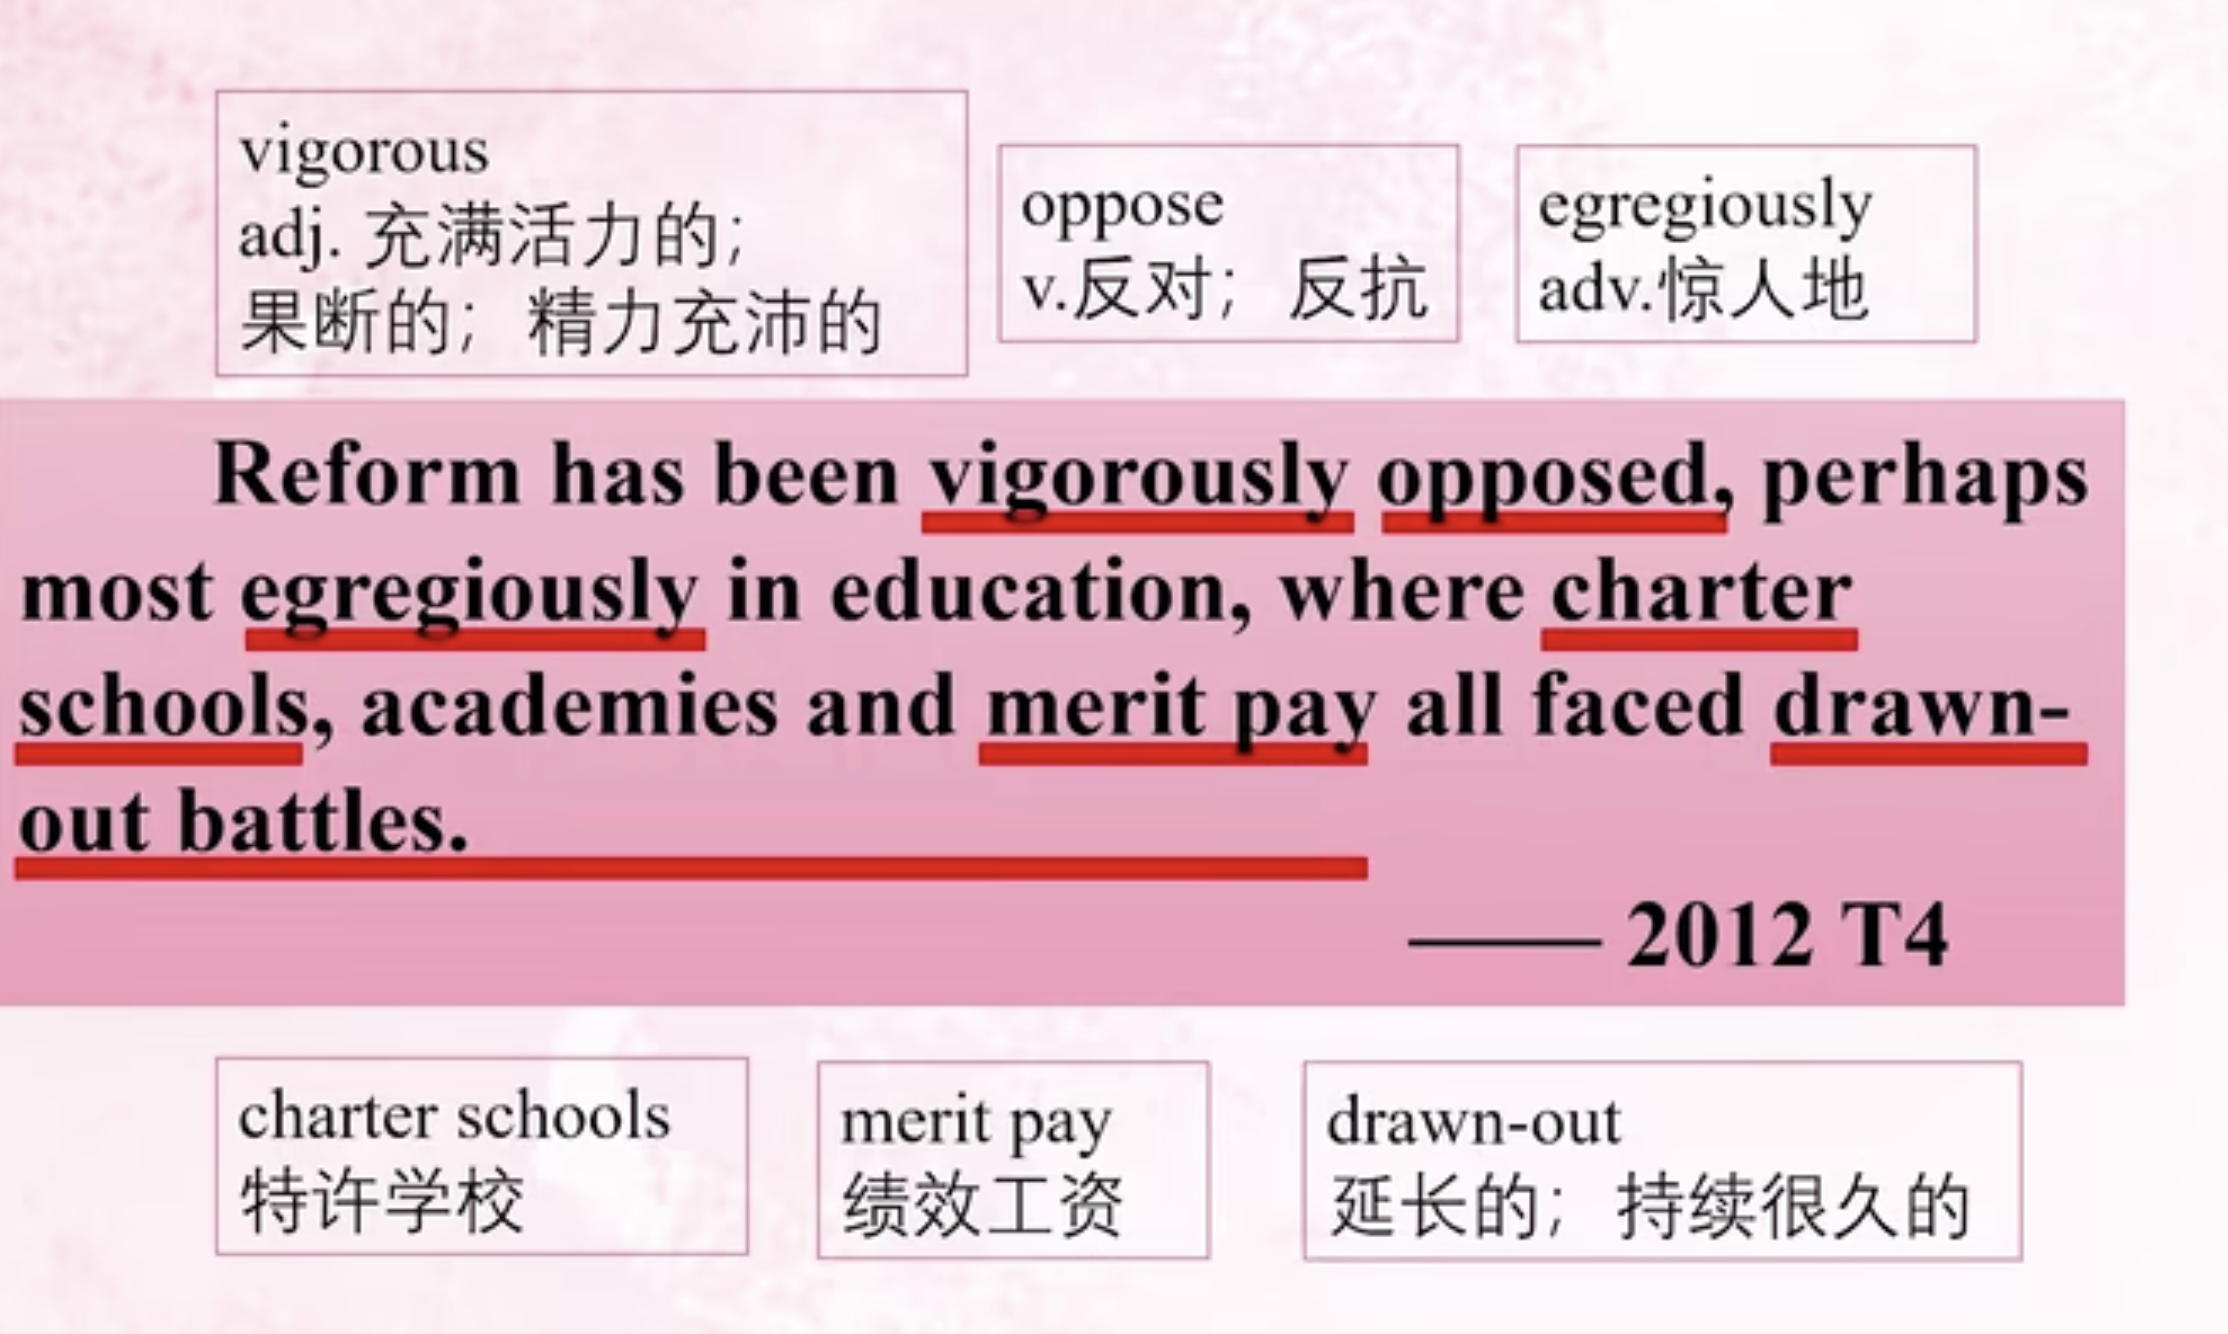 vigorous
adj. 充满活力的；
果断的；精力充沛的
oppose
v.反对；反抗
egregiously
adv.惊人地
Reform has been vigorously opposed, perhaps
most egregiously in education, where charter
schools, academies and merit pay all faced drawn-
out battles.
—— 2012 T4
charter schools
特许学校
merit pay
绩效工资
drawn-out
延长的；持续很久的